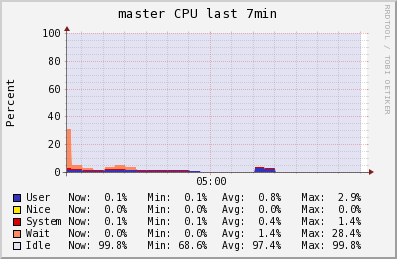 master CPU last 7min
RRDTOOL / TOBI OETIKER
Percent
100
80
60
40
20
0
05:00
User Now: 0.1% Min: 0.1% Avg: 0.8% Max: 2.9%
Nice Now: 0.0% Min: 0.0% Avg: 0.0% Max: 0.0%
System Now: 0.1% Min: 0.1% Avg: 0.4% Max: 1.4%
Wait Now: 0.0% Min: 0.0% Avg: 1.4% Max: 28.4%
Idle Now: 99.8% Min: 68.6% Avg: 97.4% Max: 99.8%